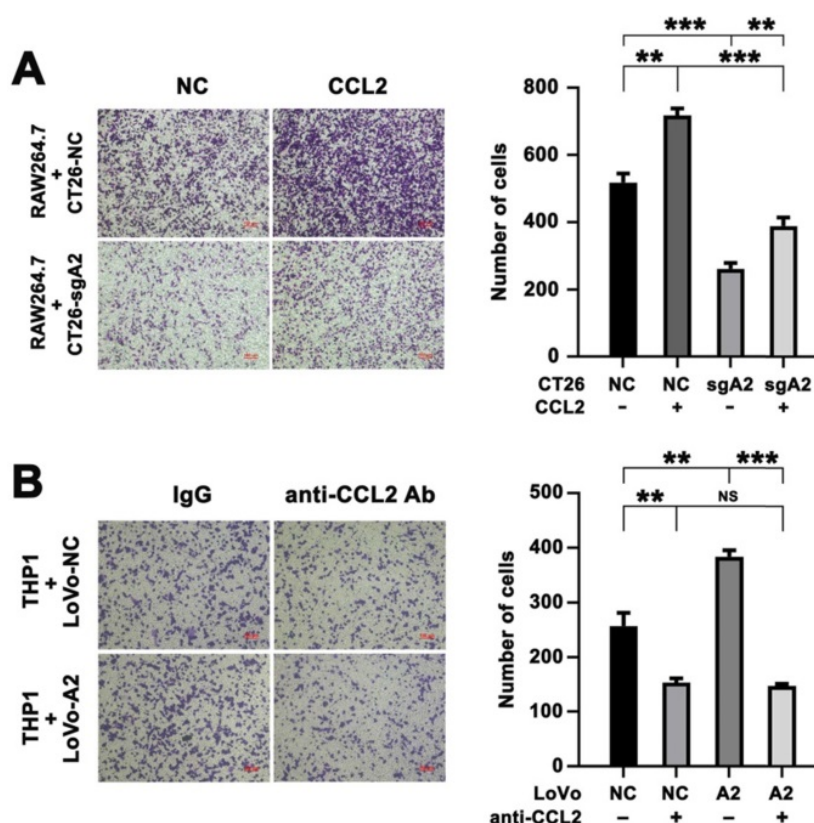 A
NC CCL2
RAW264.7
+
CT26-NC
RAW264.7
+
CT26-sgA2
*** **
** ***
Number of cells
800
600
400
200
0
CT26 NC NC sgA2 sgA2
CCL2 − + − +
B
IgG anti-CCL2 Ab
THP1
+
LoVo-NC
THP1
+
LoVo-A2
** ***
** NS
Number of cells
500
400
300
200
100
0
LoVo NC NC A2 A2
anti-CCL2 − + − +